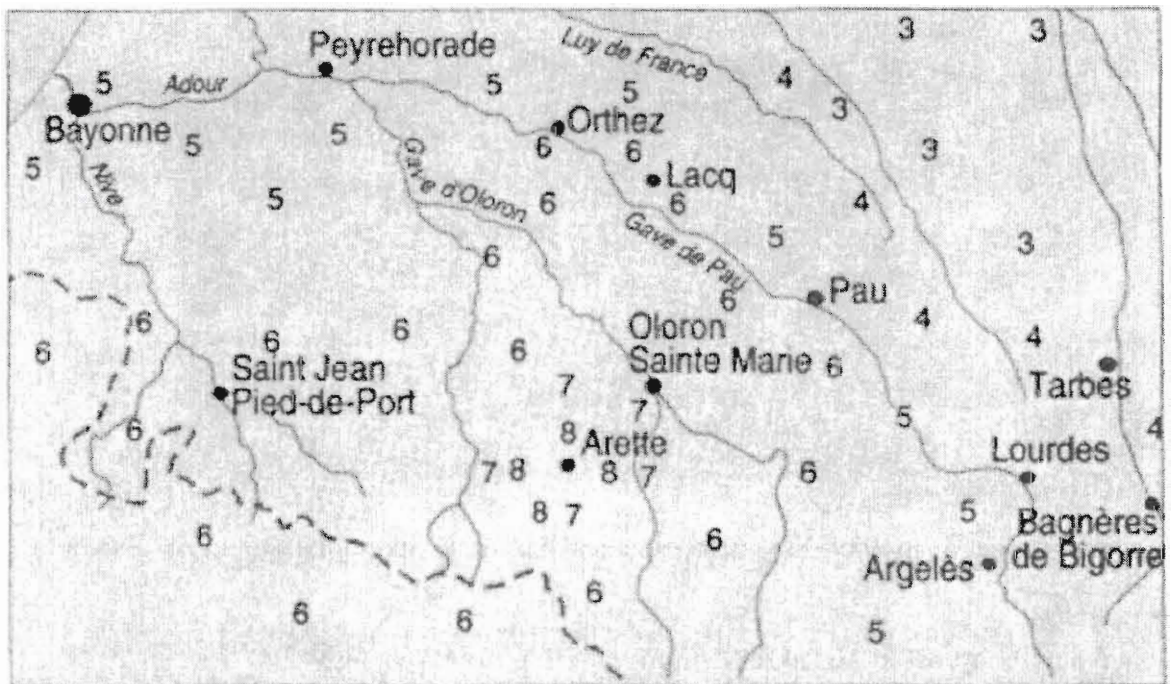 3
3
Peyrehorade
Luy de France
5
Adour
5
5
4
3
Bayonne
5
5
Orthez
6
6
3
5
Nive
5
Gave d'Oloron
Lacq
6
6
4
5
Gave de Pau
3
6
6
Pau
6
6
6
6
6
Oloron
Sainte Marie
4
4
6
Tarbes
Saint Jean
Pied-de-Port
7
7
5
4
6
8
Arette
Lourdes
7
8
8
7
6
8
7
5
Bagnères
de Bigorre
6
6
Argelès
6
6
6
5